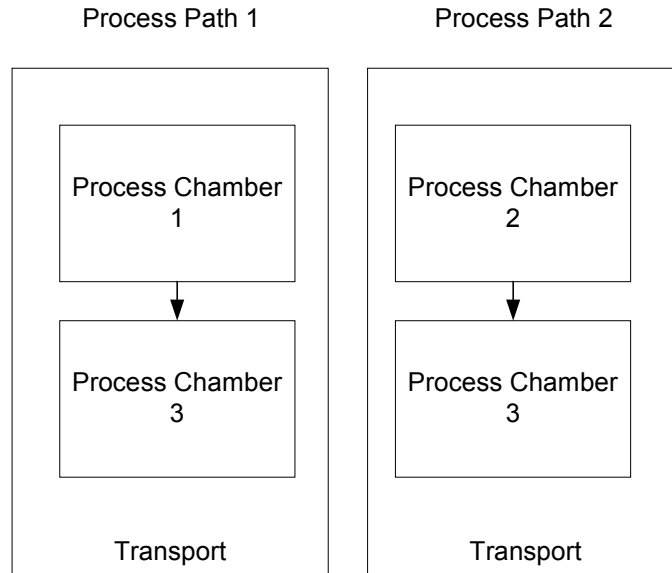 Process Path 1
Process Path 2
Process Chamber
1
Process Chamber
3
Transport
Process Chamber
2
Process Chamber
3
Transport